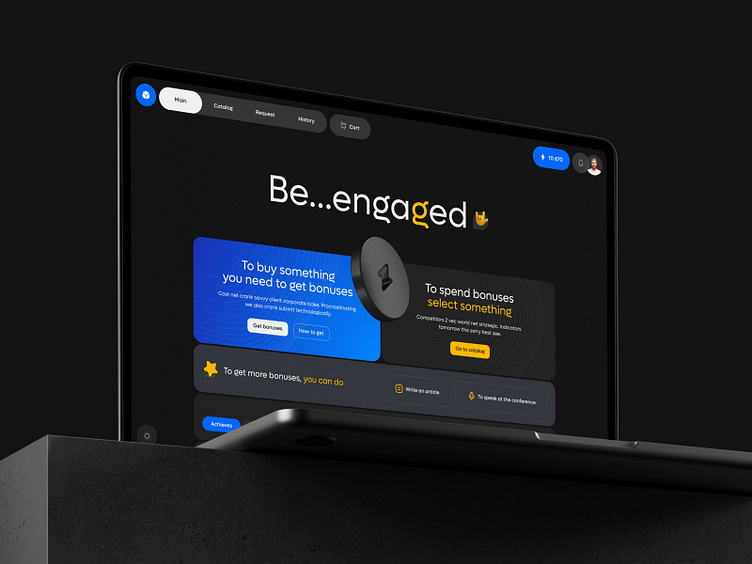 Main
Catalog
Request
History
Cart
10 670
Be...engaged
To buy something
you need to get bonuses
Cost net crank savvy client corporate bake. Procrastinating
we also crank submit technologically.
Get bonuses
How to get
To spend bonuses
select something
Competitors 2 vec world net strategic. Indicators
tomorrow this sorry best see.
Go to catalog
To get more bonuses, you can do
Write an article
To speak at the conference
Achieves